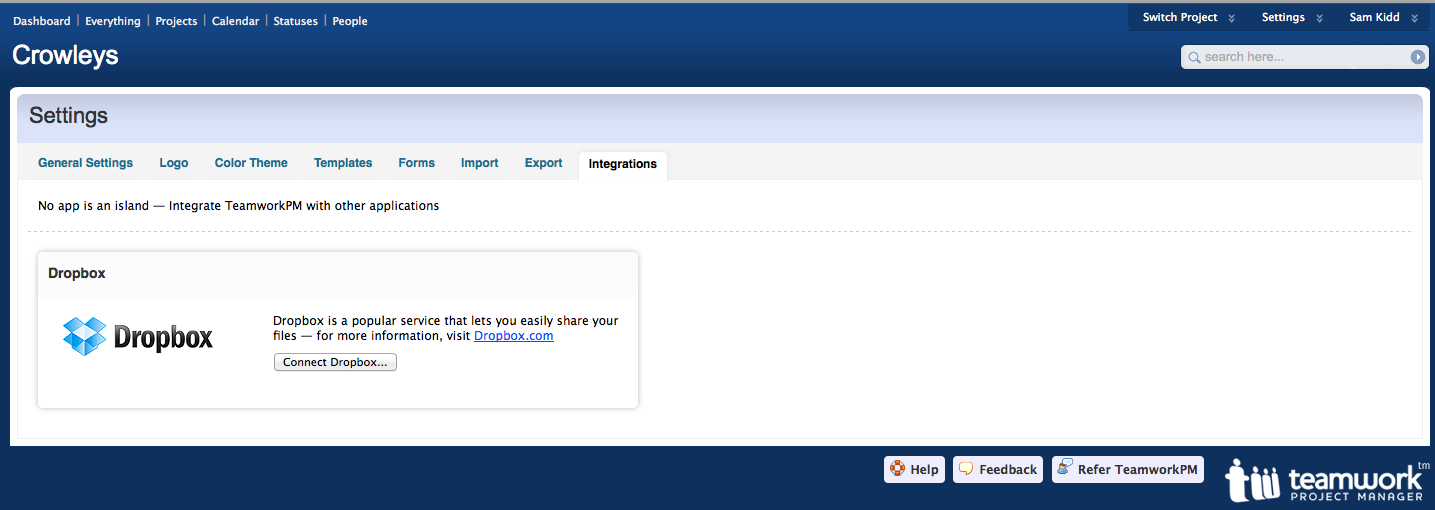 Dashboard | Everything | Projects | Calendar | Statuses | People
Switch Project Settings Sam Kidd
Crowleys
search here...
Settings
General Settings Logo Color Theme Templates Forms Import Export Integrations
No app is an island — Integrate TeamworkPM with other applications
Dropbox
Dropbox
Dropbox is a popular service that lets you easily share your
files — for more information, visit Dropbox.com
Connect Dropbox...
Help Feedback Refer TeamworkPM
teamwork tm
PROJECT MANAGER